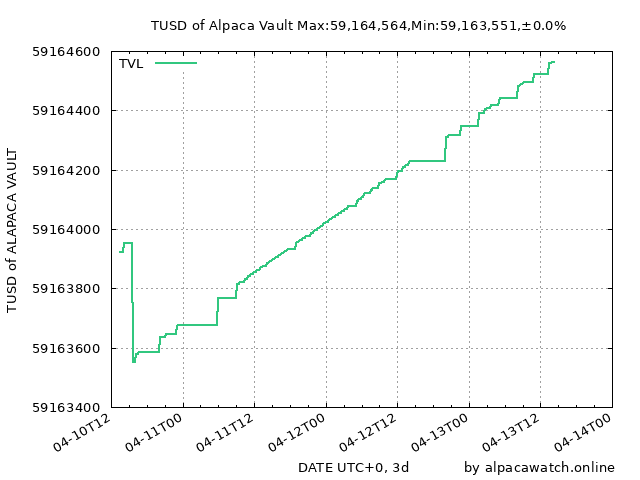 TUSD of Alpaca Vault Max:59,164,564,Min:59,163,551,±0.0%
TVL
59164600
59164400
59164200
59164000
59163800
59163600
59163400
TUSD of ALAPACA VAULT
04-10T12
04-11T00
04-11T12
04-12T00
04-12T12
04-13T00
04-13T12
04-14T00
DATE UTC+0, 3d
by alpacawatch.online